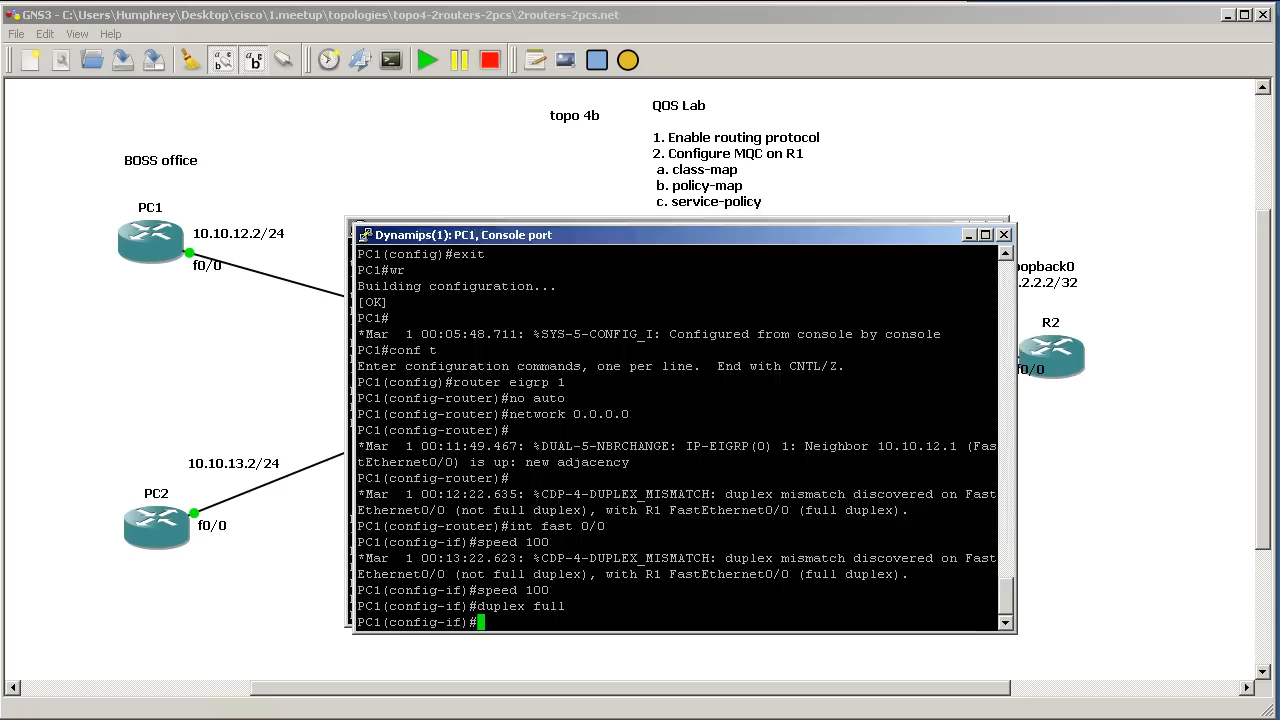 GNS3 - C:\Users\Humphrey\Desktop\cisco\1.meetup\topologies\topo4-2routers-2pcs\2routers-2pcs.net
File Edit View Help
topo 4b
QOS Lab
1. Enable routing protocol
2. Configure MQC on R1
a. class-map
b. policy-map
c. service-policy
BOSS office
PC1
10.10.12.2/24
f0/0
10.10.13.2/24
PC2
f0/0
Dynamips(1): PC1, Console port
PC1(config)#exit
PC1#wr
Building configuration...
[OK]
PC1#
*Mar  1 00:05:48.711: %SYS-5-CONFIG_I: Configured from console by console
PC1#conf t
Enter configuration commands, one per line.  End with CNTL/Z.
PC1(config)#router eigrp 1
PC1(config-router)#no auto
PC1(config-router)#network 0.0.0.0
PC1(config-router)#
*Mar  1 00:11:49.467: %DUAL-5-NBRCHANGE: IP-EIGRP(0) 1: Neighbor 10.10.12.1 (Fas
tEthernet0/0) is up: new adjacency
PC1(config-router)#
*Mar  1 00:12:22.635: %CDP-4-DUPLEX_MISMATCH: duplex mismatch discovered on Fast
Ethernet0/0 (not full duplex), with R1 FastEthernet0/0 (full duplex).
PC1(config-router)#int fast 0/0
PC1(config-if)#speed 100
*Mar  1 00:13:22.623: %CDP-4-DUPLEX_MISMATCH: duplex mismatch discovered on Fast
Ethernet0/0 (not full duplex), with R1 FastEthernet0/0 (full duplex).
PC1(config-if)#speed 100
PC1(config-if)#duplex full
PC1(config-if)#
opback0
.2.2.2/32
R2
f0/0